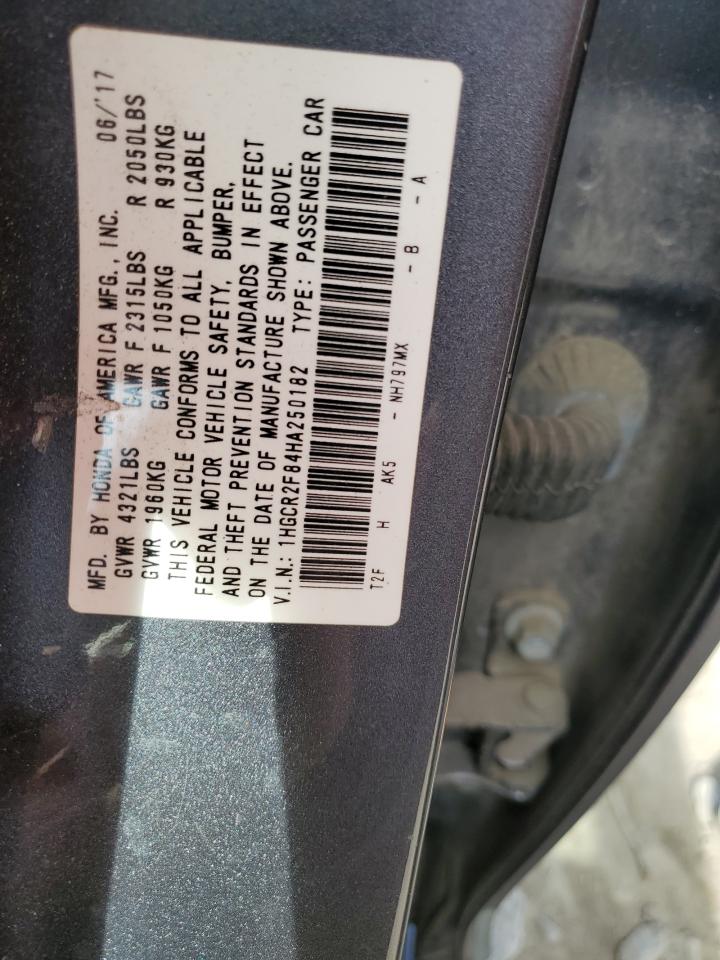 MFD. BY HONDA OF AMERICA MFG., INC. 06/'17
GVWR 4321LBS GAWR F 2315LBS R 2050LBS
GVWR 1960KG GAWR F 1050KG R 930KG
THIS VEHICLE CONFORMS TO ALL APPLICABLE
FEDERAL MOTOR VEHICLE SAFETY, BUMPER,
AND THEFT PREVENTION STANDARDS IN EFFECT
ON THE DATE OF MANUFACTURE SHOWN ABOVE.
V.I.N.: 1HGCR2F84HA250182 TYPE: PASSENGER CAR
T2F H AK5 - NH797MX - B - A